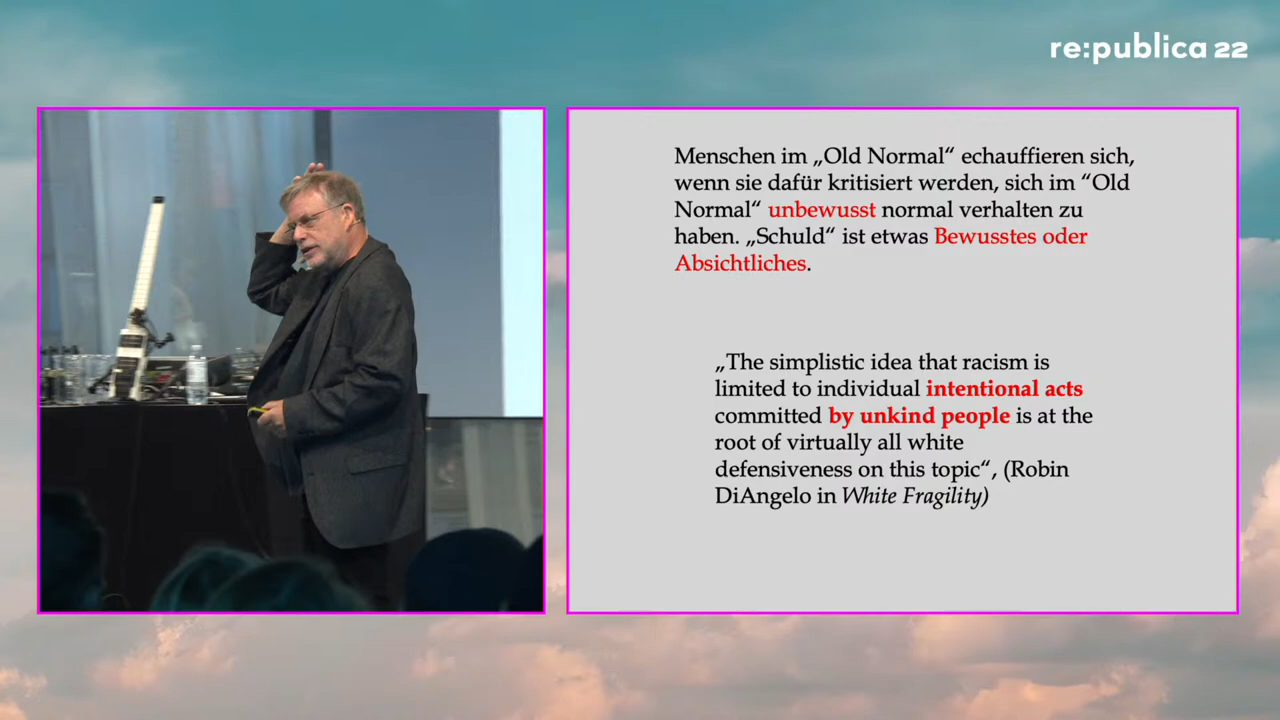 re:publica 22
Menschen im „Old Normal“ echauffieren sich,
wenn sie dafür kritisiert werden, sich im “Old
Normal“ unbewusst normal verhalten zu
haben. „Schuld“ ist etwas Bewusstes oder
Absichtliches.
„The simplistic idea that racism is
limited to individual intentional acts
committed by unkind people is at the
root of virtually all white
defensiveness on this topic“, (Robin
DiAngelo in White Fragility)